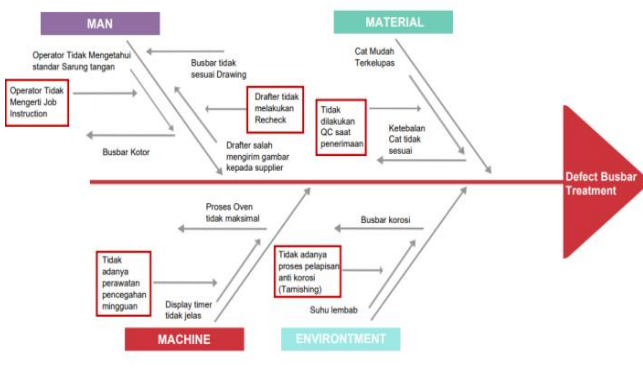 MAN
MATERIAL
Operator Tidak Mengetahui
standar Sarung tangan
Busbar tidak
sesuai Drawing
Cat Mudah
Terkelupas
Operator Tidak
Mengerti Job
Instruction
Drafter tidak
melakukan
Recheck
Tidak
dilakukan
QC saat
penerimaan
Busbar Kotor
Drafter salah
mengirim gambar
kepada supplier
Ketebalan
Cat tidak
sesuai
Defect Busbar
Treatment
Proses Oven
tidak maksimal
Busbar korosi
Tidak
adanya
perawatan
pencegahan
mingguan
Tidak adanya
proses pelapisan
anti korosi
(Tarnishing)
Display timer
tidak jelas
Suhu lembab
MACHINE
ENVIRONTMENT